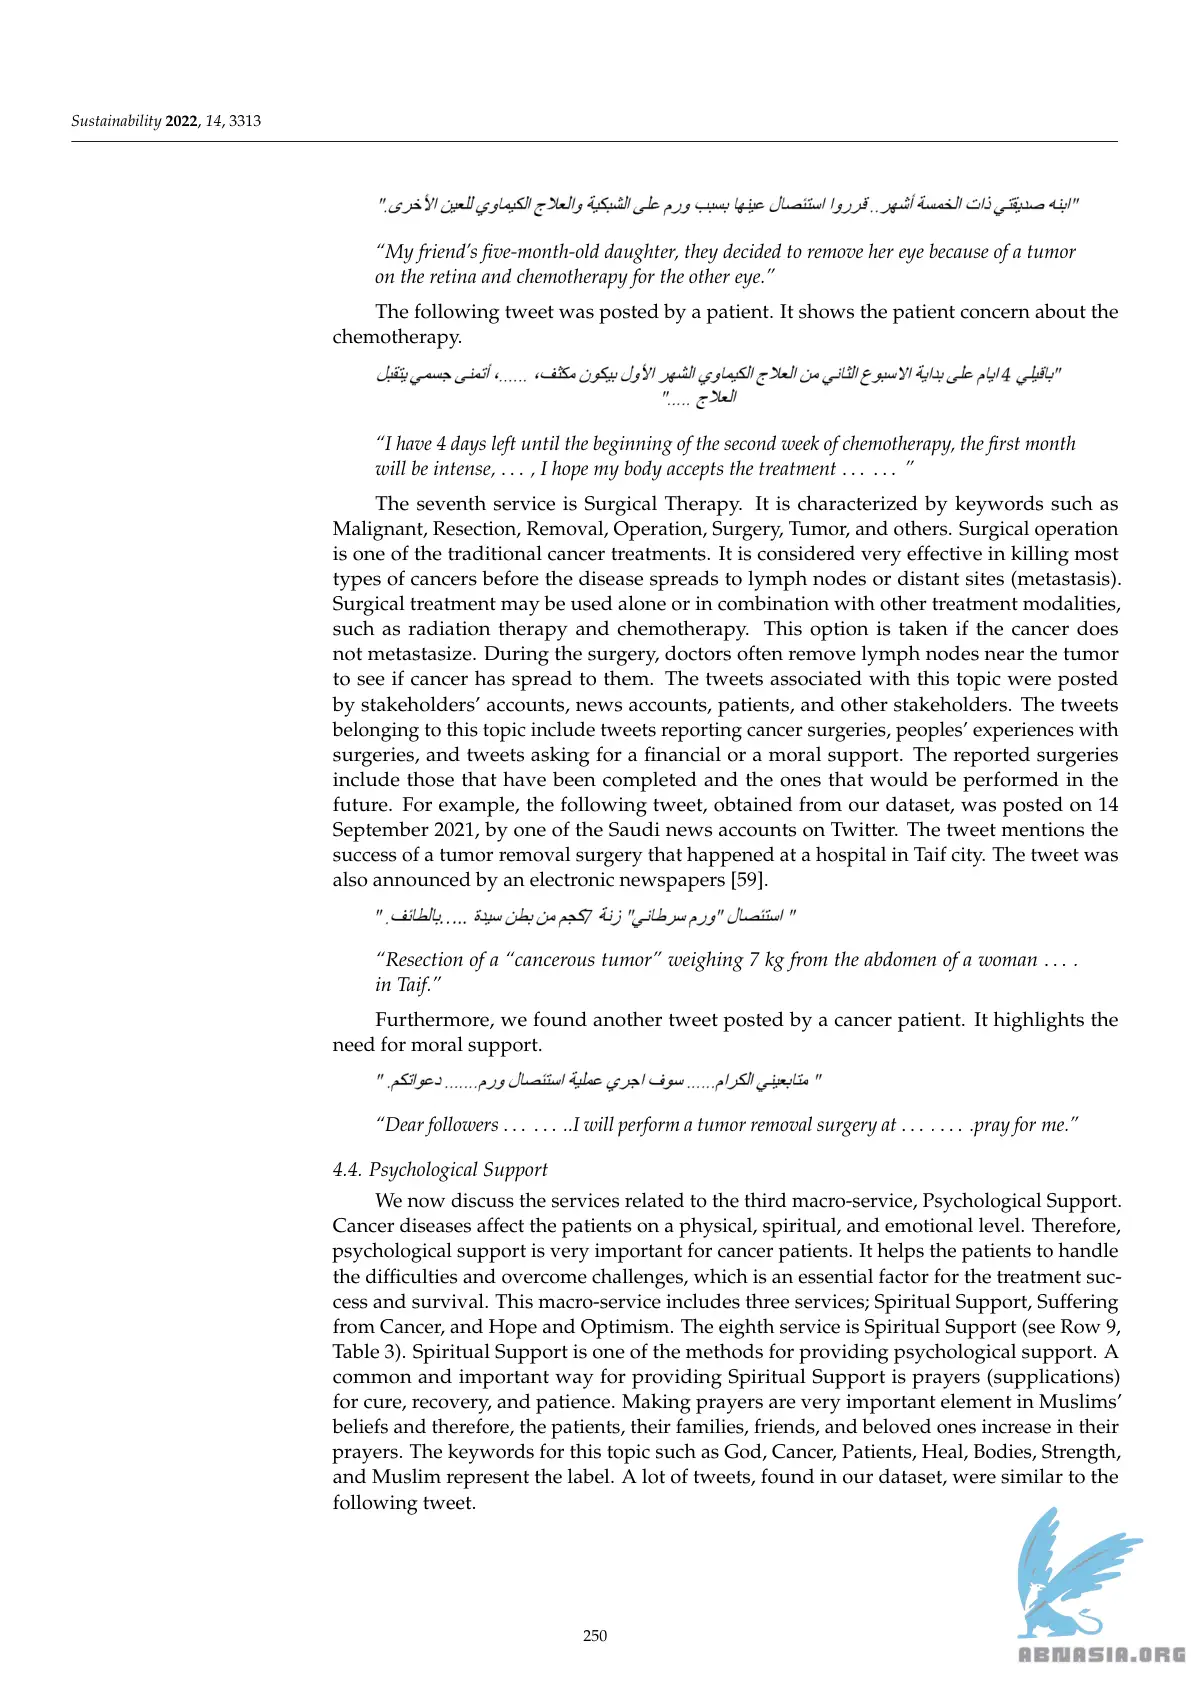 Sustainability 2022, 14, 3313
"ابنه صديقتي ذات الخمسة أشهر.. قرروا استئصال عينها بسبب ورم على الشبكية والعلاج الكيماوي للعين الأخرى."
“My friend’s five-month-old daughter, they decided to remove her eye because of a tumor
on the retina and chemotherapy for the other eye.”
The following tweet was posted by a patient. It shows the patient concern about the
chemotherapy.
"باقيلي 4 ايام على بداية الاسبوع الثاني من العلاج الكيماوي الشهر الأول بيكون مكثف، ......، أتمنى جسمي يتقبل
العلاج ....."
“I have 4 days left until the beginning of the second week of chemotherapy, the first month
will be intense, . . . , I hope my body accepts the treatment . . . . . . ”
The seventh service is Surgical Therapy. It is characterized by keywords such as
Malignant, Resection, Removal, Operation, Surgery, Tumor, and others. Surgical operation
is one of the traditional cancer treatments. It is considered very effective in killing most
types of cancers before the disease spreads to lymph nodes or distant sites (metastasis).
Surgical treatment may be used alone or in combination with other treatment modalities,
such as radiation therapy and chemotherapy. This option is taken if the cancer does
not metastasize. During the surgery, doctors often remove lymph nodes near the tumor
to see if cancer has spread to them. The tweets associated with this topic were posted
by stakeholders’ accounts, news accounts, patients, and other stakeholders. The tweets
belonging to this topic include tweets reporting cancer surgeries, peoples’ experiences with
surgeries, and tweets asking for a financial or a moral support. The reported surgeries
include those that have been completed and the ones that would be performed in the
future. For example, the following tweet, obtained from our dataset, was posted on 14
September 2021, by one of the Saudi news accounts on Twitter. The tweet mentions the
success of a tumor removal surgery that happened at a hospital in Taif city. The tweet was
also announced by an electronic newspapers [59].
" استئصال "ورم سرطاني" زنة 7كجم من بطن سيدة .....بالطائف. "
“Resection of a “cancerous tumor” weighing 7 kg from the abdomen of a woman . . . .
in Taif.”
Furthermore, we found another tweet posted by a cancer patient. It highlights the
need for moral support.
" متابعيني الكرام...... سوف اجري عملية استئصال ورم....... دعواتكم. "
“Dear followers . . . . . . ..I will perform a tumor removal surgery at . . . . . . . .pray for me.”
4.4. Psychological Support
We now discuss the services related to the third macro-service, Psychological Support.
Cancer diseases affect the patients on a physical, spiritual, and emotional level. Therefore,
psychological support is very important for cancer patients. It helps the patients to handle
the difficulties and overcome challenges, which is an essential factor for the treatment suc-
cess and survival. This macro-service includes three services; Spiritual Support, Suffering
from Cancer, and Hope and Optimism. The eighth service is Spiritual Support (see Row 9,
Table 3). Spiritual Support is one of the methods for providing psychological support. A
common and important way for providing Spiritual Support is prayers (supplications)
for cure, recovery, and patience. Making prayers are very important element in Muslims’
beliefs and therefore, the patients, their families, friends, and beloved ones increase in their
prayers. The keywords for this topic such as God, Cancer, Patients, Heal, Bodies, Strength,
and Muslim represent the label. A lot of tweets, found in our dataset, were similar to the
following tweet.
250
ABNASIA.ORG